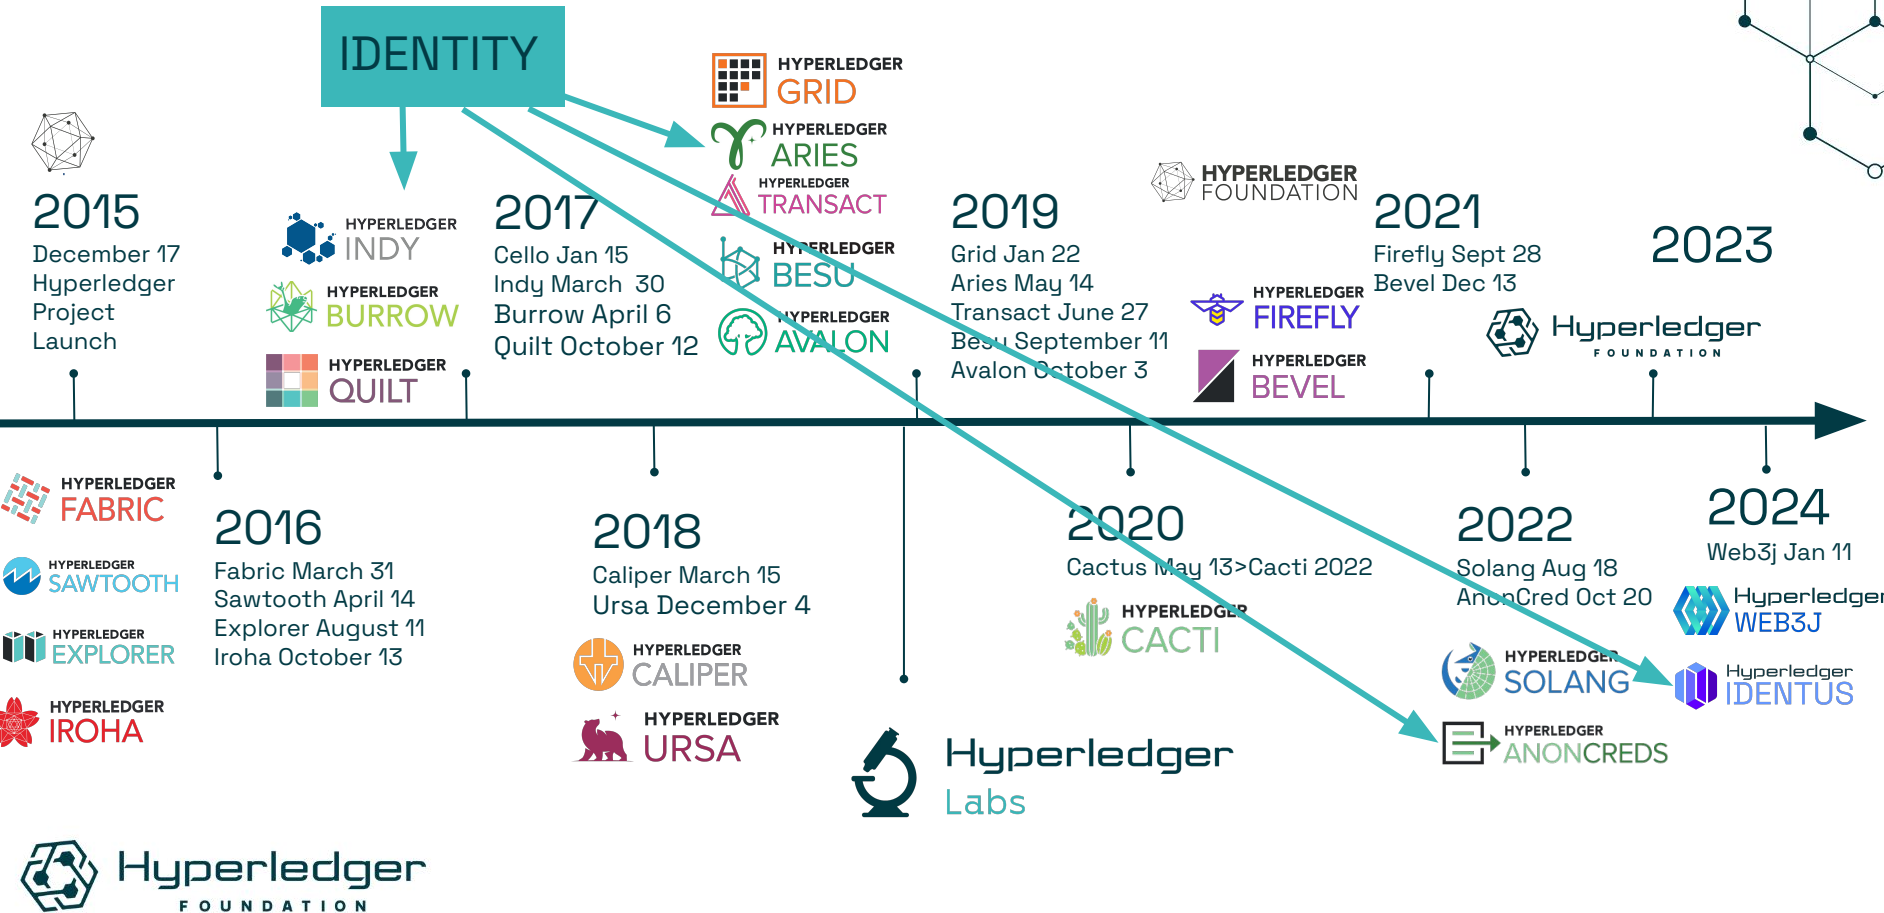 IDENTITY
HYPERLEDGER
GRID
HYPERLEDGER
ARIES
HYPERLEDGER
TRANSACT
HYPERLEDGER
BESU
HYPERLEDGER
AVALON
2015
December 17
Hyperledger
Project
Launch
HYPERLEDGER
INDY
HYPERLEDGER
BURROW
HYPERLEDGER
QUILT
2017
Cello Jan 15
Indy March 30
Burrow April 6
Quilt October 12
2019
Grid Jan 22
Aries May 14
Transact June 27
Besu September 11
Avalon October 3
HYPERLEDGER
FOUNDATION
HYPERLEDGER
FIREFLY
HYPERLEDGER
BEVEL
2021
Firefly Sept 28
Bevel Dec 13
2023
Hyperledger
FOUNDATION
HYPERLEDGER
FABRIC
HYPERLEDGER
SAWTOOTH
HYPERLEDGER
EXPLORER
HYPERLEDGER
IROHA
2016
Fabric March 31
Sawtooth April 14
Explorer August 11
Iroha October 13
2018
Caliper March 15
Ursa December 4
HYPERLEDGER
CALIPER
HYPERLEDGER
URSA
Hyperledger
Labs
2020
Cactus May 13>Cacti 2022
HYPERLEDGER
CACTI
2022
Solang Aug 18
AnonCred Oct 20
HYPERLEDGER
SOLANG
HYPERLEDGER
ANONCREDS
2024
Web3j Jan 11
Hyperledger
WEB3J
Hyperledger
IDENTUS
Hyperledger
FOUNDATION